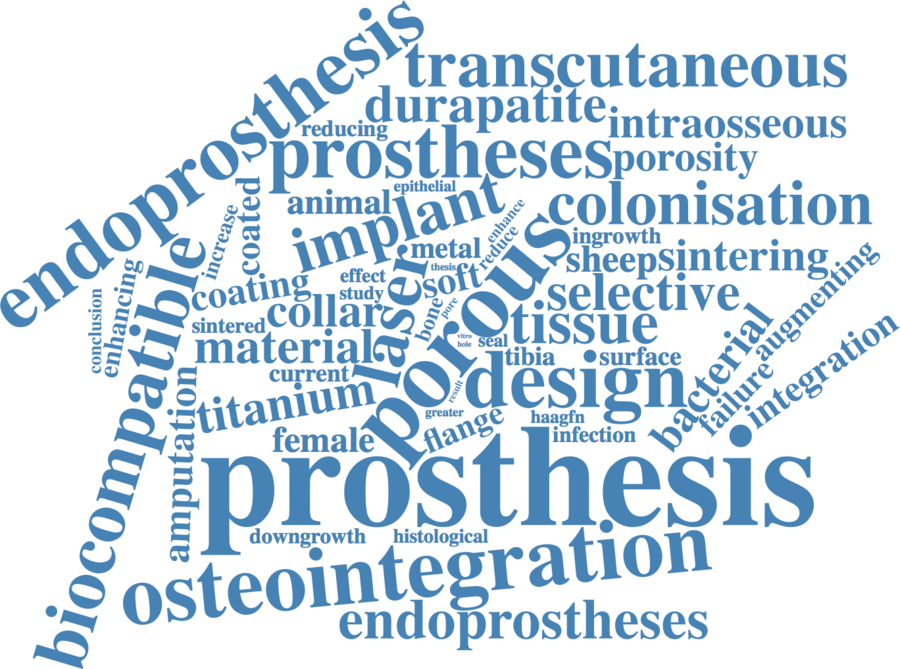 endoprosthesis
transcutaneous
durapatite
intraosseous
reducing
prostheses
porosity
epithelial
animal
implant
colonisation
coated
increase
enhance
reduce
ingrowth
metal
sheep
sintering
thesis
soft
effect
study
coating
enhancing
conclusion
biocompatible
sintered
collar
laser
porous
bone
pore
selective
tissue
augmenting
vitro
hole
seal
material
tibia
surface
bacterial
current
design
failure
integration
titanium
result
greater
flange
haagfn
infection
amputation
female
prosthesis
downgrowth
histological
osteointegration
endoprostheses